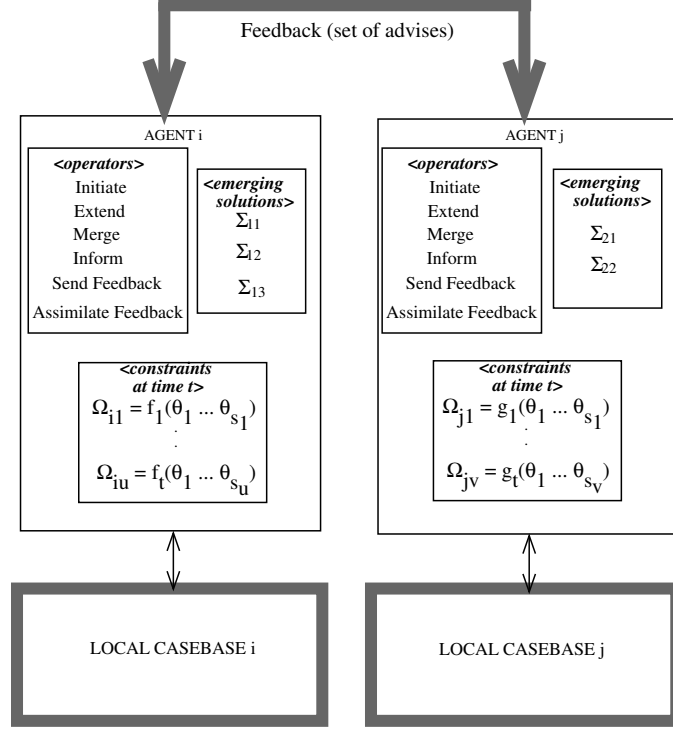 Feedback (set of advises)
AGENT i
<operators>
Initiate
Extend
Merge
Inform
Send Feedback
Assimilate Feedback
<emerging
solutions>
Σ11
Σ12
Σ13
<constraints
at time t>
Ωi1 = f1(θ1 ... θs1)
.
.
Ωiu = ft(θ1 ... θsu)
LOCAL CASEBASE i
AGENT j
<operators>
Initiate
Extend
Merge
Inform
Send Feedback
Assimilate Feedback
<emerging
solutions>
Σ21
Σ22
<constraints
at time t>
Ωj1 = g1(θ1 ... θs1)
.
.
Ωjv = gt(θ1 ... θsv)
LOCAL CASEBASE j